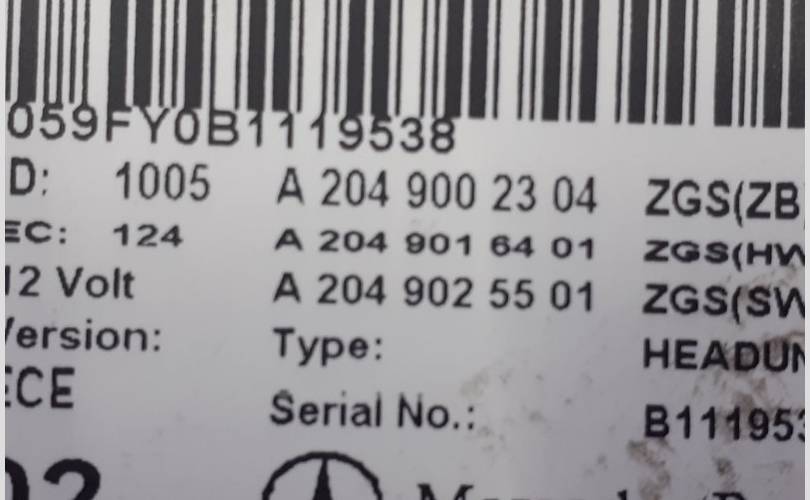 059FY0B1119538
D: 1005 A 204 900 23 04 ZGS(ZB
EC: 124 A 204 901 64 01 ZGS(HW
12 Volt A 204 902 55 01 ZGS(SW
Version: Type: HEADUN
ECE Serial No.: B111953